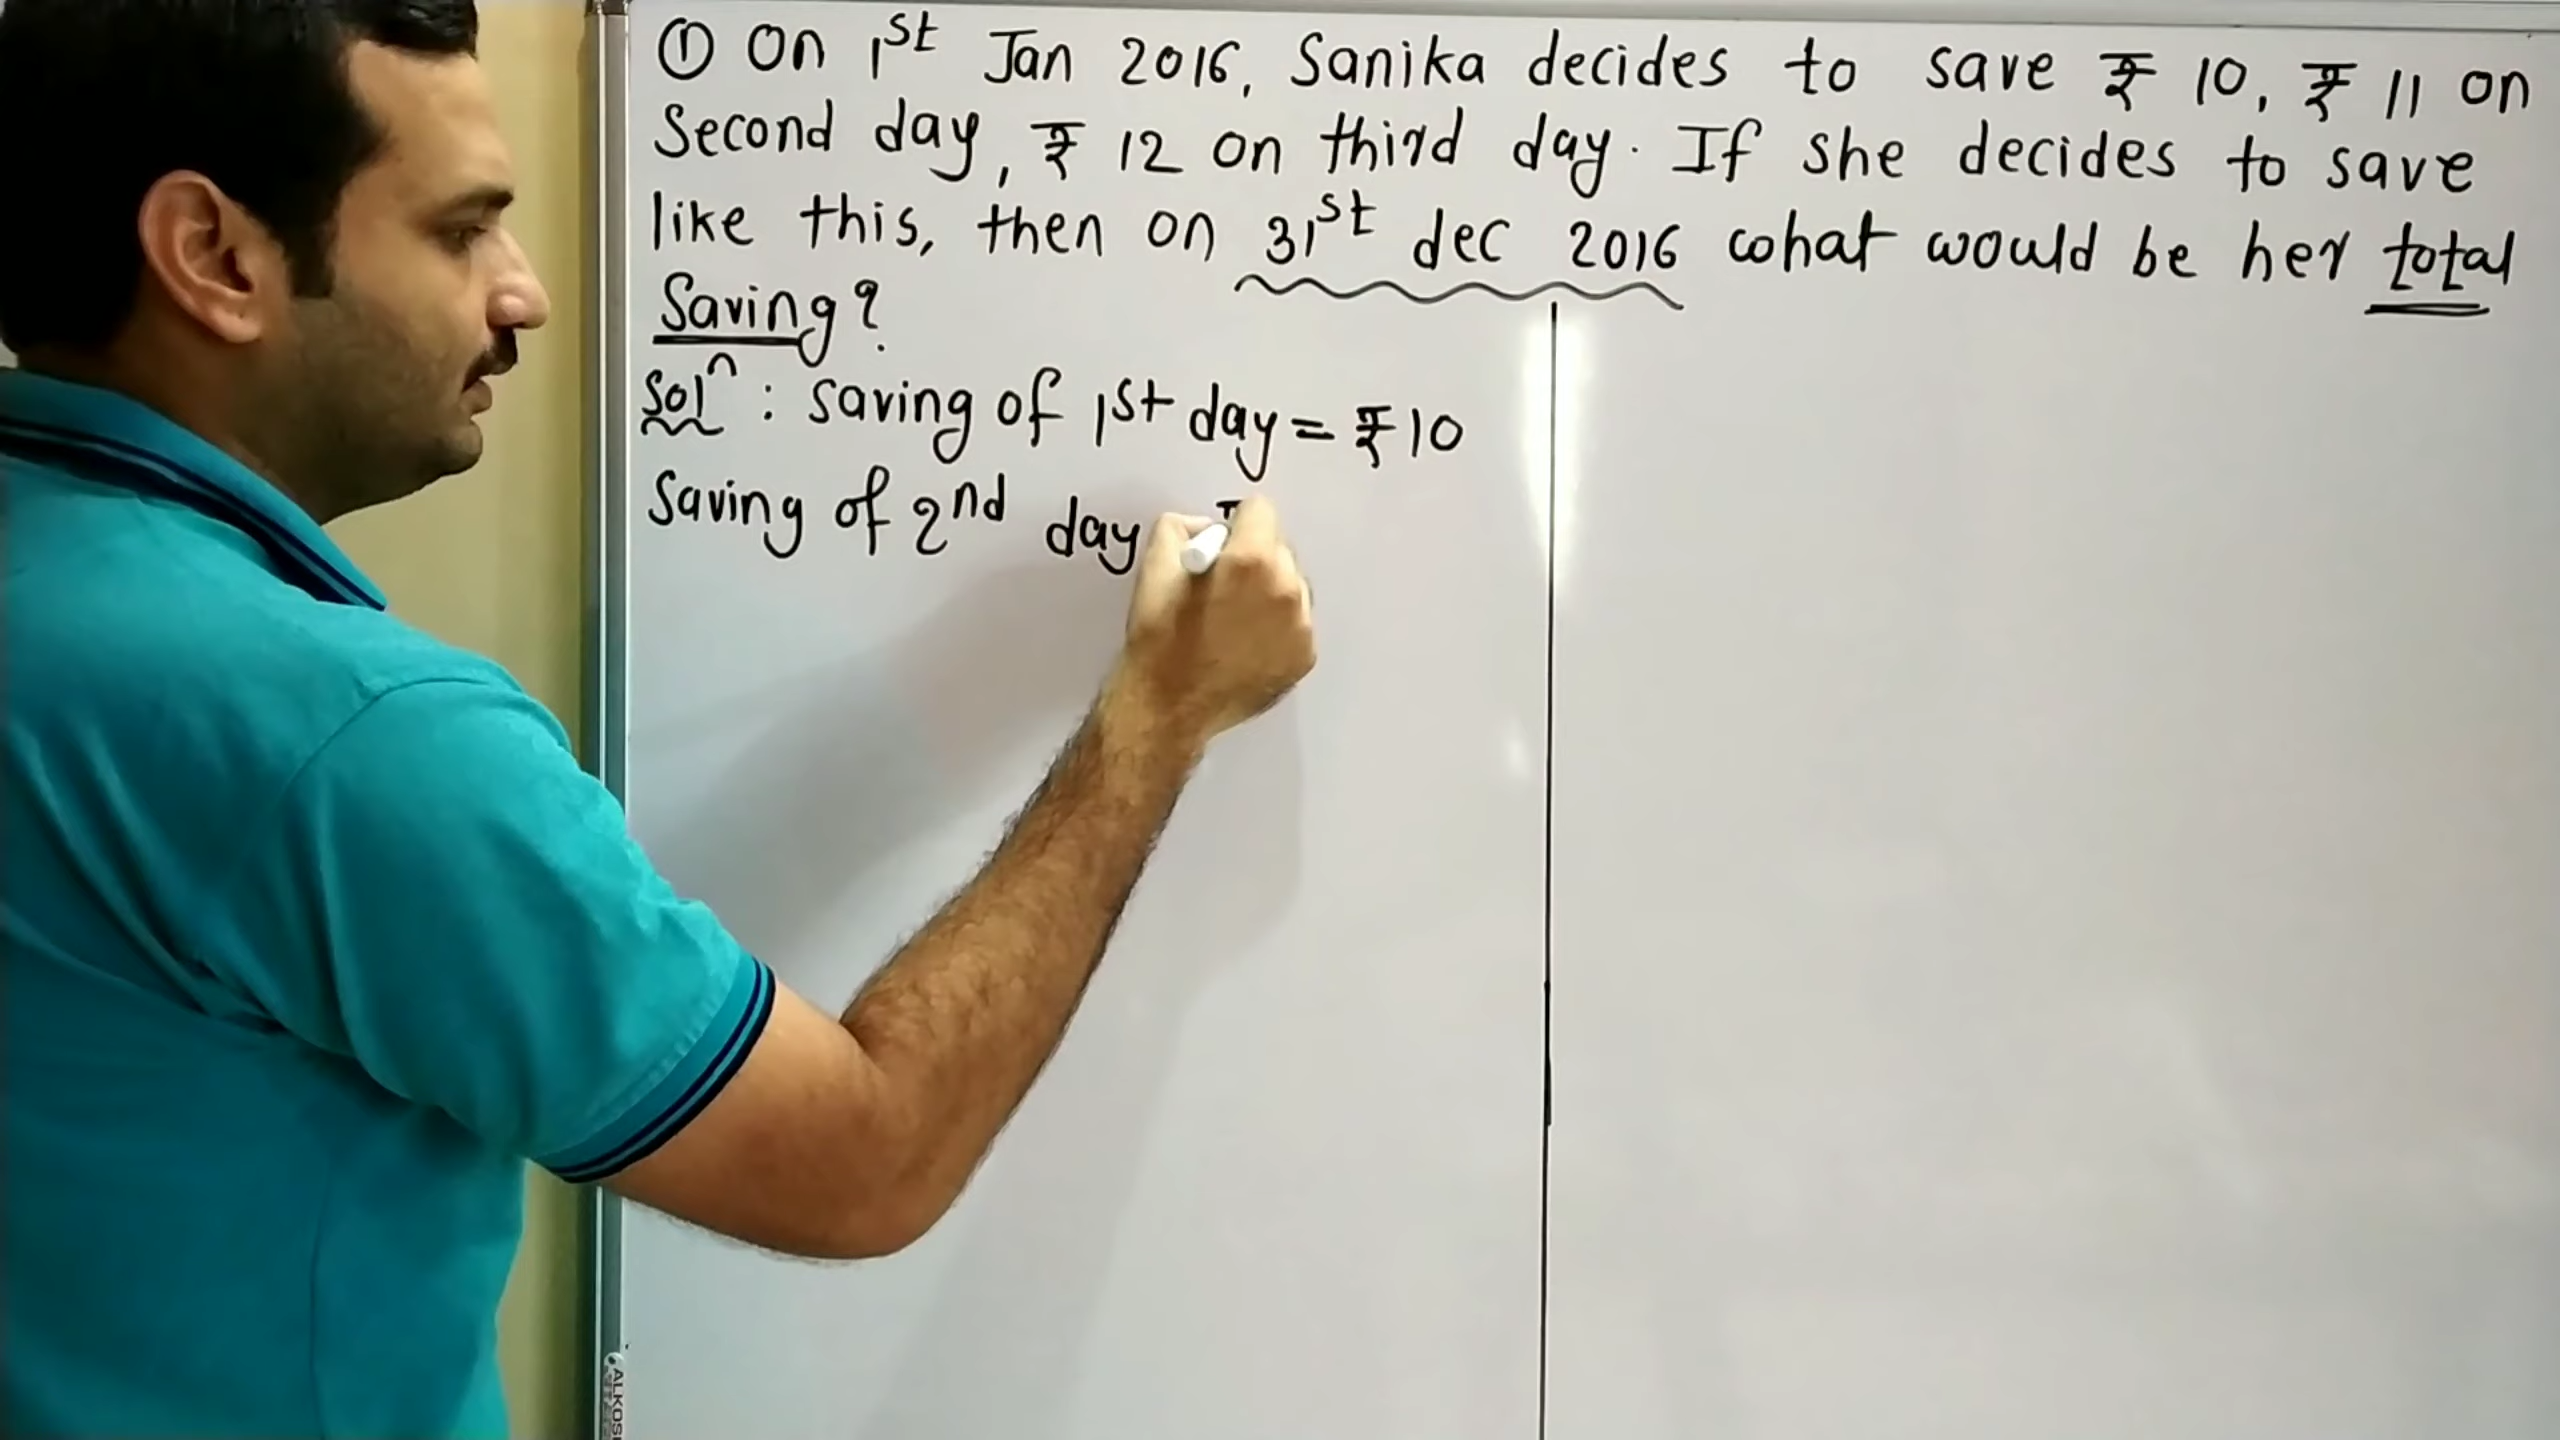 ① On 1st Jan 2016, Sanika decides to save ₹ 10, ₹ 11 on
Second day, ₹ 12 on third day. If she decides to save
like this, then on 31st dec 2016 what would be her total
Saving?
Solⁿ : saving of 1st day = ₹ 10
Saving of 2nd day